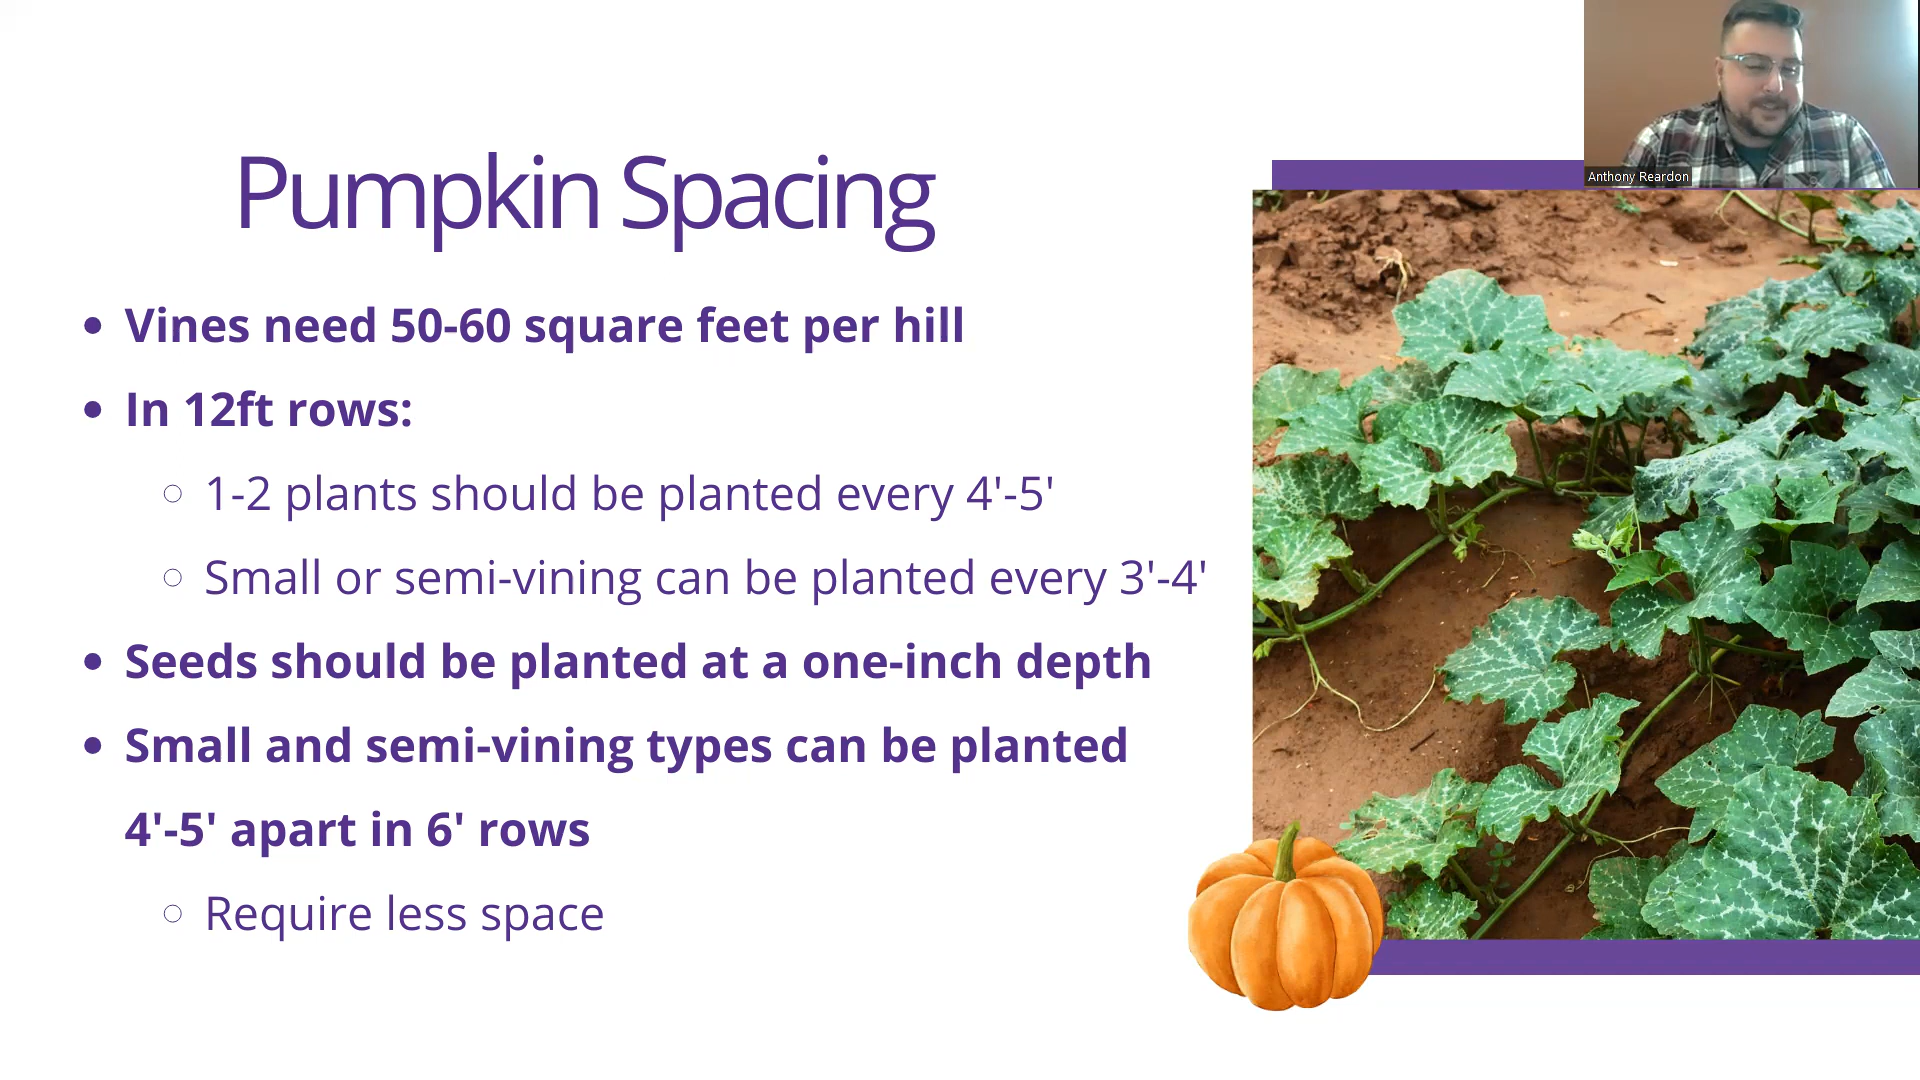 Anthony Reardon
Pumpkin Spacing
• Vines need 50-60 square feet per hill
• In 12ft rows:
○ 1-2 plants should be planted every 4'-5'
○ Small or semi-vining can be planted every 3'-4'
• Seeds should be planted at a one-inch depth
• Small and semi-vining types can be planted
4'-5' apart in 6' rows
○ Require less space